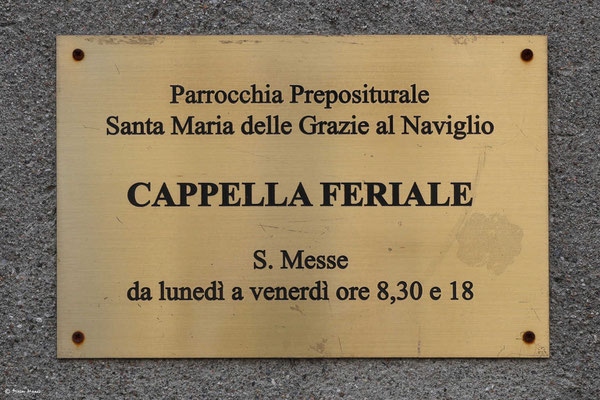 Parrocchia Prepositurale
Santa Maria delle Grazie al Naviglio
CAPPELLA FERIALE
S. Messe
da lunedì a venerdì ore 8,30 e 18